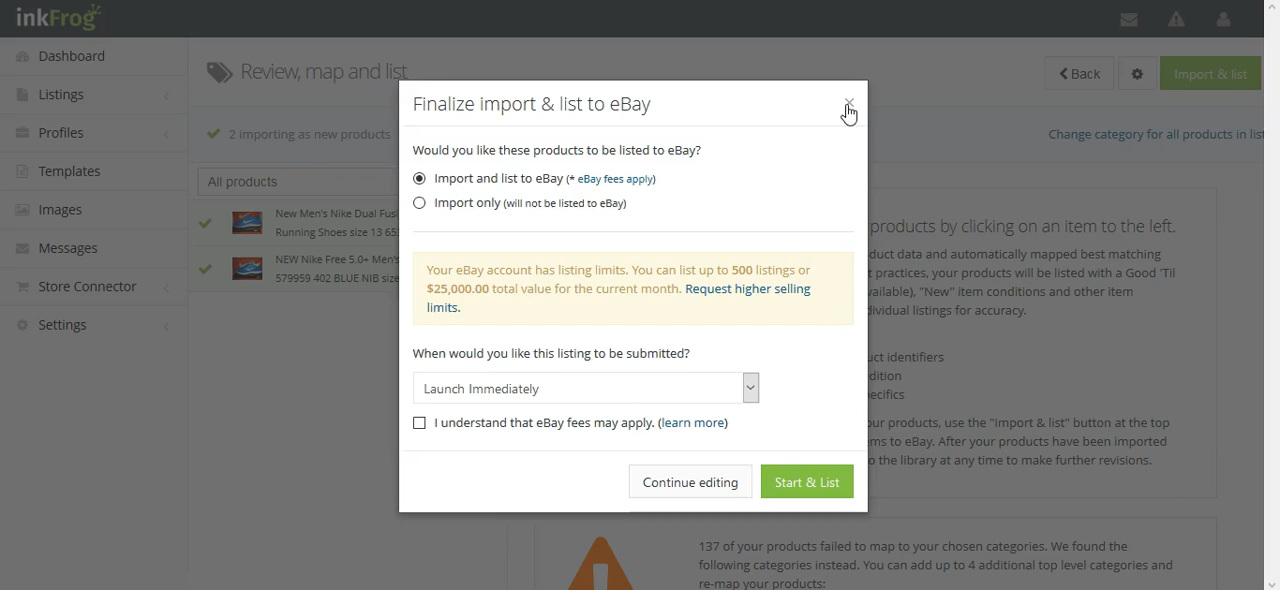 inkFrog
Dashboard
Listings
Profiles
Templates
Images
Messages
Store Connector
Settings
Review, map and list
Back
Import & list
2 importing as new products
Change category for all products in list
All products
New Men's Nike Dual Fus
Running Shoes size 13 653
NEW Nike Free 5.0+ Men's
579999 402 BLUE NIB size
Finalize import & list to eBay
×
Would you like these products to be listed to eBay?
Import and list to eBay (* eBay fees apply)
Import only (will not be listed to eBay)
Your eBay account has listing limits. You can list up to 500 listings or
$25,000.00 total value for the current month. Request higher selling
limits.
When would you like this listing to be submitted?
Launch Immediately
I understand that eBay fees may apply. (learn more)
Continue editing
Start & List
products by clicking on an item to the left.
duct data and automatically mapped best matching
t practices, your products will be listed with a Good 'Til
vailable), "New" item conditions and other item
dividual listings for accuracy.
uct identifiers
dition
ecifics
our products, use the "Import & list" button at the top
ems to eBay. After your products have been imported
o the library at any time to make further revisions.
137 of your products failed to map to your chosen categories. We found the
following categories instead. You can add up to 4 additional top level categories and
re-map your products: